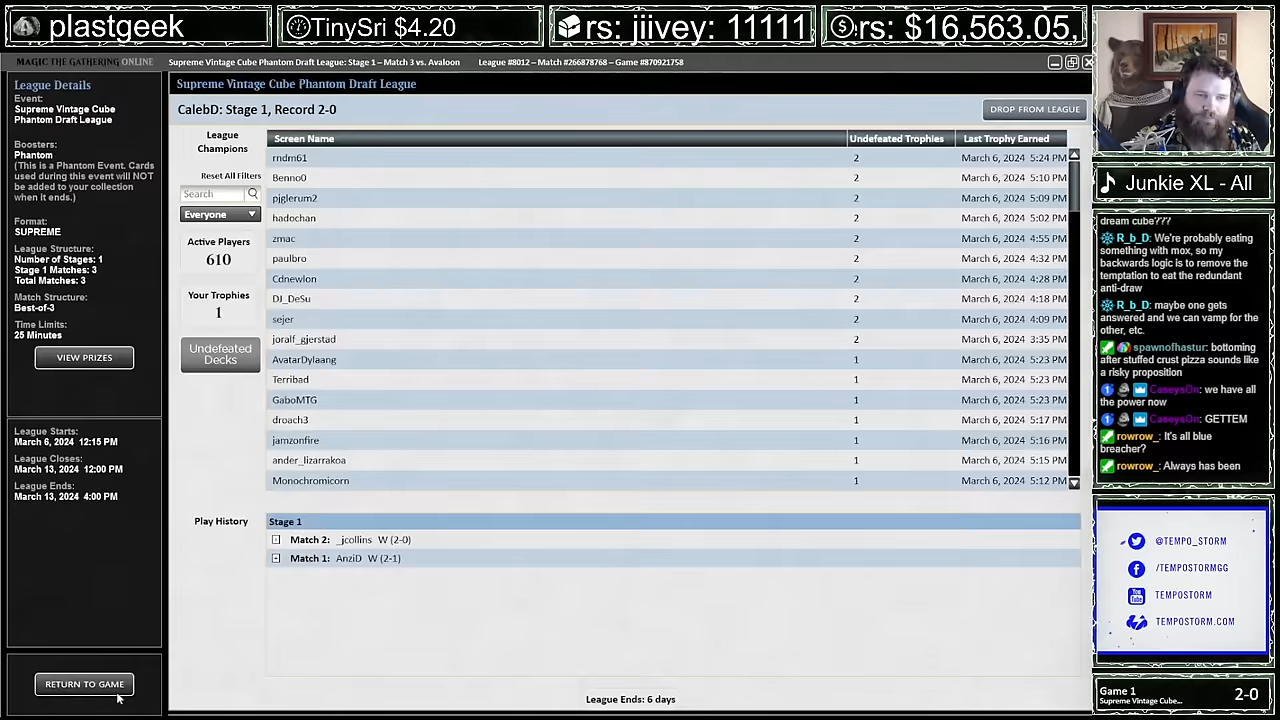 plastgeek
TinySri $4.20
rs: jiivey: 11111
rs: $16,563.05,
MAGIC THE GATHERING ONLINE
Supreme Vintage Cube Phantom Draft League: Stage 1 – Match 3 vs. Avaloon
League #8012 – Match #266878768 – Game #870921758
League Details
Event:
Supreme Vintage Cube
Phantom Draft League
Boosters:
Phantom
(This is a Phantom Event. Cards
used during this event will NOT
be added to your collection
when it ends.)
Format:
SUPREME
League Structure:
Number of Stages: 1
Stage 1 Matches: 3
Total Matches: 3
Match Structure:
Best-of-3
Time Limits:
25 Minutes
VIEW PRIZES
League Starts:
March 6, 2024 12:15 PM
League Closes:
March 13, 2024 12:00 PM
League Ends:
March 13, 2024 4:00 PM
RETURN TO GAME
Supreme Vintage Cube Phantom Draft League
CalebD: Stage 1, Record 2-0
DROP FROM LEAGUE
League
Champions
Reset All Filters
Search
Everyone
Active Players
610
Your Trophies
1
Undefeated
Decks
Screen Name Undefeated Trophies Last Trophy Earned
rndm61 2 March 6, 2024 5:24 PM
Benno0 2 March 6, 2024 5:10 PM
pjglerum2 2 March 6, 2024 5:09 PM
hadochan 2 March 6, 2024 5:02 PM
zmac 2 March 6, 2024 4:55 PM
paulbro 2 March 6, 2024 4:32 PM
Cdnewlon 2 March 6, 2024 4:28 PM
DJ_DeSu 2 March 6, 2024 4:18 PM
sejer 2 March 6, 2024 4:09 PM
joralf_gjerstad 2 March 6, 2024 3:35 PM
AvatarDylaang 1 March 6, 2024 5:23 PM
Terribad 1 March 6, 2024 5:23 PM
GaboMTG 1 March 6, 2024 5:23 PM
droach3 1 March 6, 2024 5:17 PM
jamzonfire 1 March 6, 2024 5:16 PM
ander_lizarrakoa 1 March 6, 2024 5:15 PM
Monochromicorn 1 March 6, 2024 5:12 PM
Play History
Stage 1
Match 2: _jcollins W (2-0)
Match 1: AnziD W (2-1)
League Ends: 6 days
Junkie XL - All
dream cube???
R_b_D: We're probably eating
something with mox, so my
backwards logic is to remove the
temptation to eat the redundant
anti-draw
R_b_D: maybe one gets
answered and we can vamp for the
other, etc.
spawnofhastur: bottoming
after stuffed crust pizza sounds like
a risky proposition
CaseysOn: we have all
the power now
CaseysOn: GETTEM
rowrow_: It's all blue
breacher?
rowrow_: Always has been
@TEMPO_STORM
/TEMPOSTORMGG
TEMPOSTORM
TEMPOSTORM.COM
Game 1
Supreme Vintage Cube...
2-0